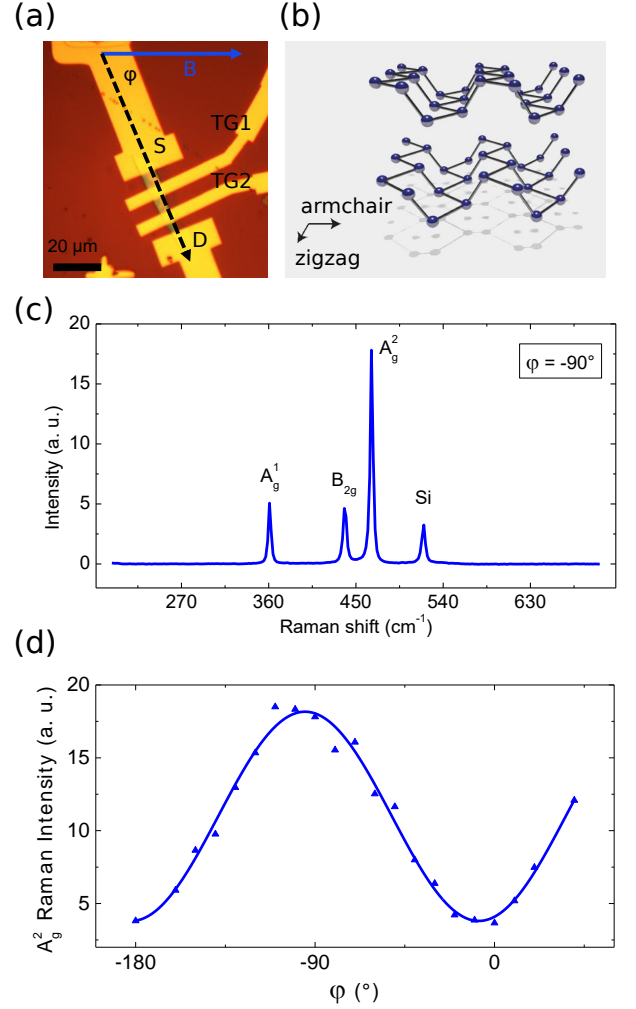 (a)
B
φ
TG1
S
TG2
D
20 µm
(b)
armchair
zigzag
(c)
20
15
10
5
0
Intensity (a. u.)
A_g^1
B_{2g}
A_g^2
Si
φ = -90°
270
360
450
540
630
Raman shift (cm⁻¹)
(d)
20
15
10
5
A_g^2 Raman Intensity (a. u.)
-180
-90
0
φ (°)